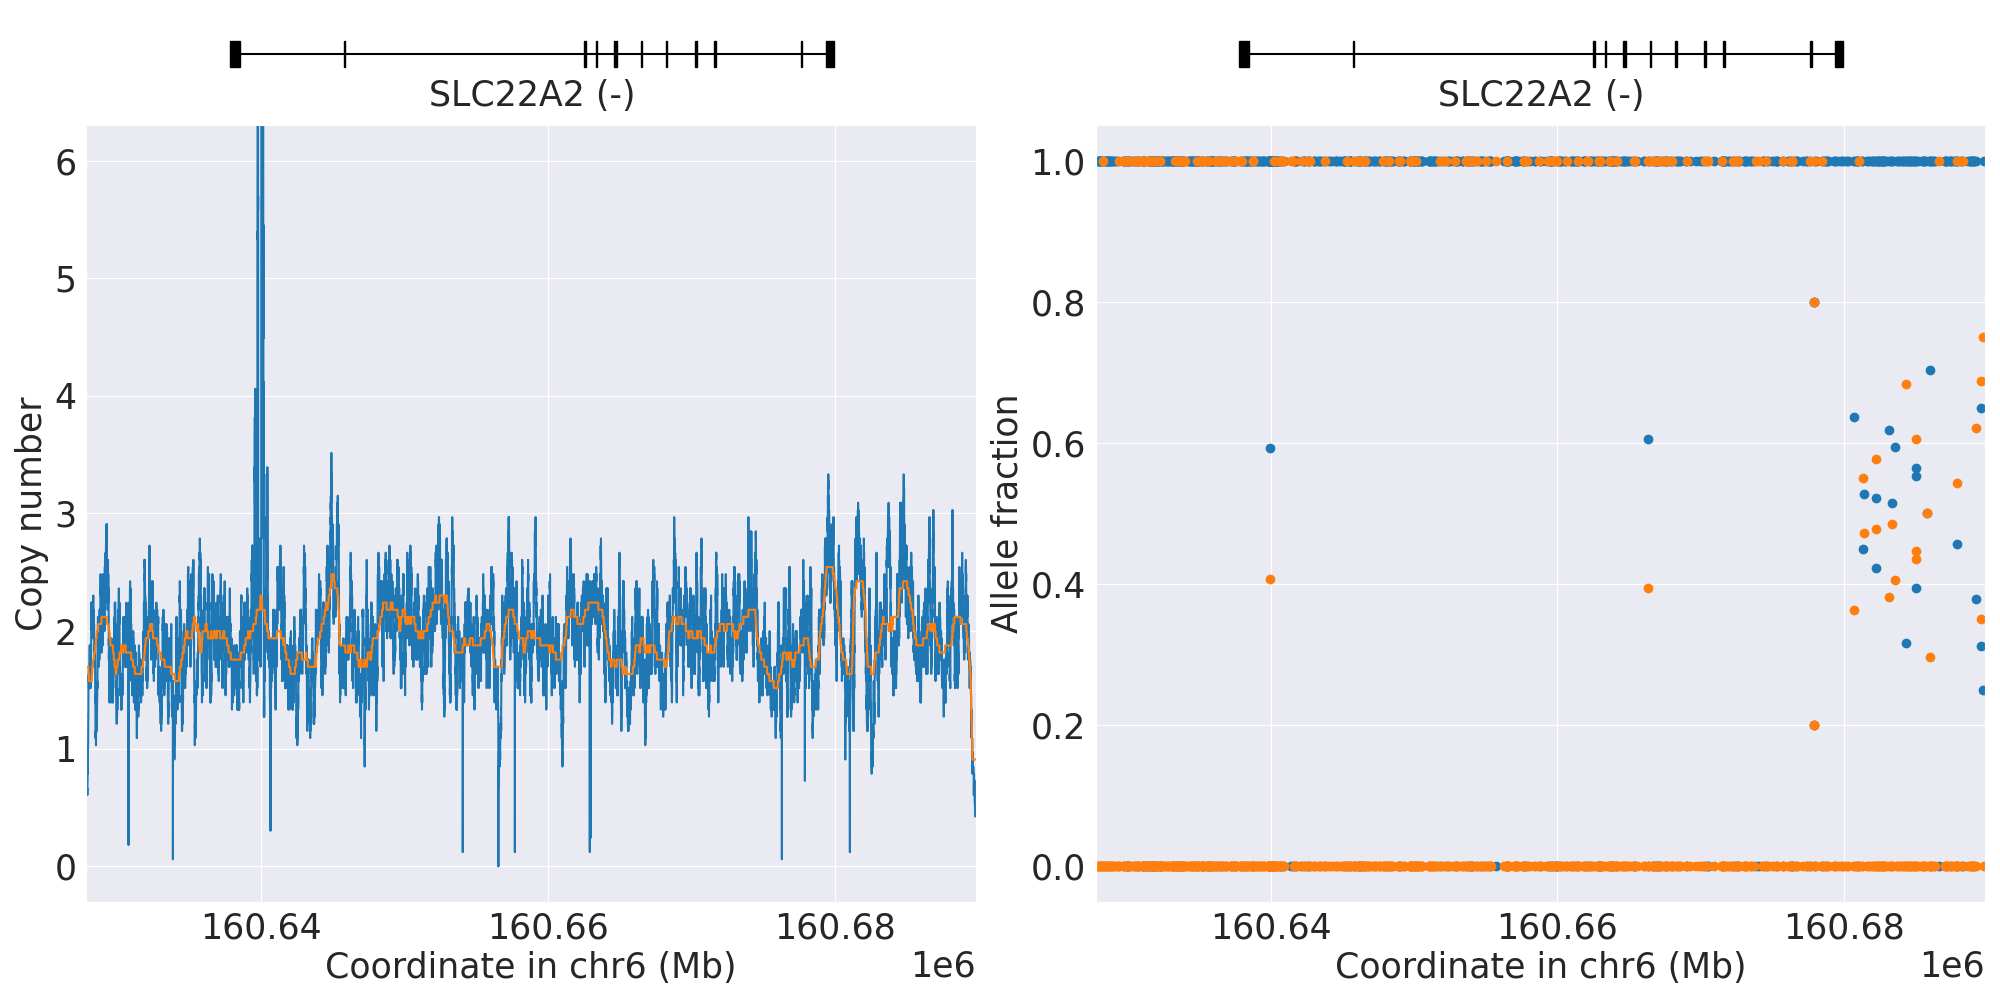 SLC22A2 (-)
6
5
4
3
2
1
0
Copy number
160.64 160.66 160.68
Coordinate in chr6 (Mb) 1e6
SLC22A2 (-)
1.0
0.8
0.6
0.4
0.2
0.0
Allele fraction
160.64 160.66 160.68
Coordinate in chr6 (Mb) 1e6